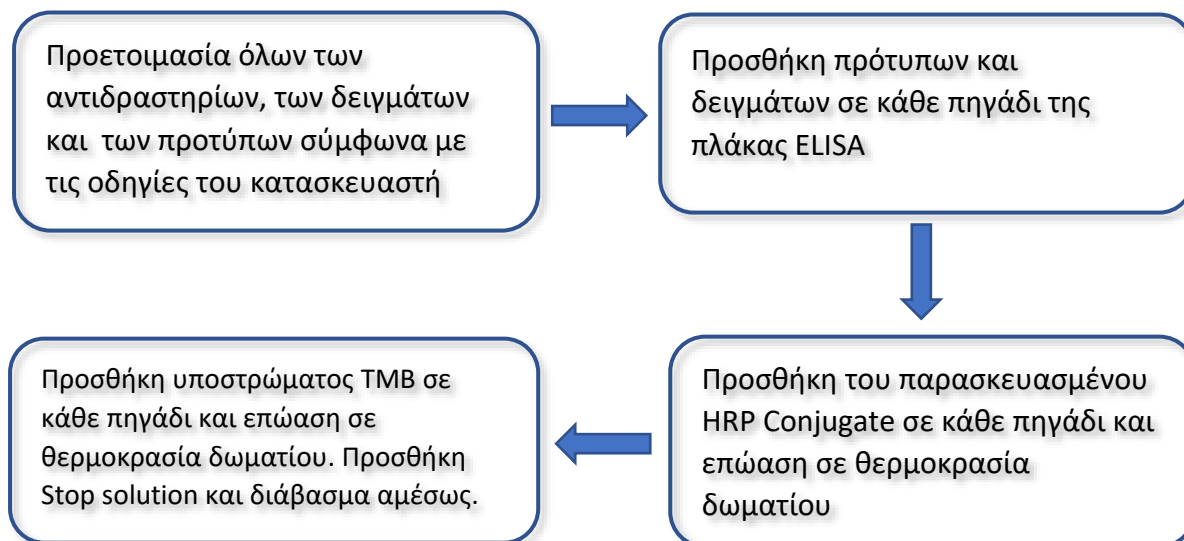 Προετοιμασία όλων των
αντιδραστηρίων, των δειγμάτων
και  των προτύπων σύμφωνα με
τις οδηγίες του κατασκευαστή
Προσθήκη πρότυπων και
δειγμάτων σε κάθε πηγάδι της
πλάκας ELISA
Προσθήκη του παρασκευασμένου
HRP Conjugate σε κάθε πηγάδι και
επώαση σε θερμοκρασία
δωματίου
Προσθήκη υποστρώματος TMB σε
κάθε πηγάδι και επώαση σε
θερμοκρασία δωματίου. Προσθήκη
Stop solution και διάβασμα αμέσως.